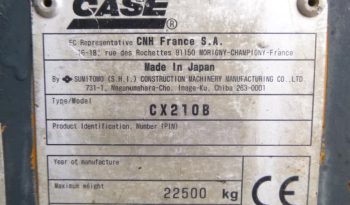 CASE®
EC Representative CNH France S.A.
16-18, rue des Rochettes 91150 MORIGNY-CHAMPIGNY-France
Made In Japan
By SUMITOMO (S.H.I.) CONSTRUCTION MACHINERY MANUFACTURING CO., LTD.
731-1, Naganumahara-Cho, Inage-Ku, Chiba 263-0001
Type/Model
CX210B
Product Identification. Number (PIN)
Year of manufacture
Maximum weight 22500 kg
CE